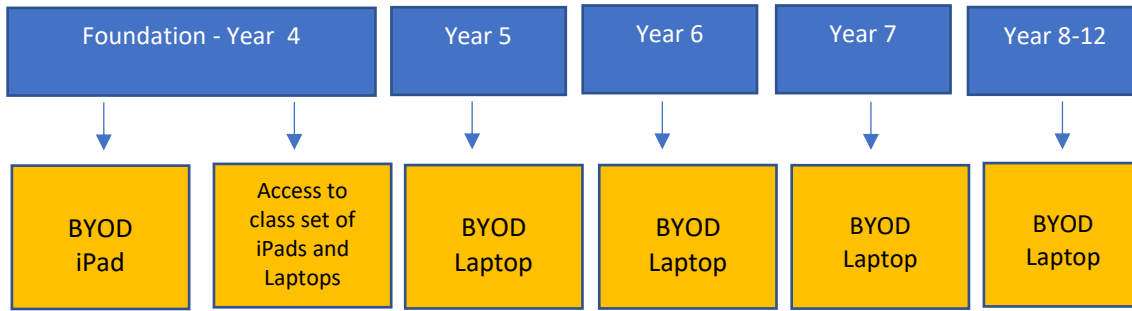 Foundation - Year 4
Year 5
Year 6
Year 7
Year 8-12
BYOD
iPad
Access to
class set of
iPads and
Laptops
BYOD
Laptop
BYOD
Laptop
BYOD
Laptop
BYOD
Laptop